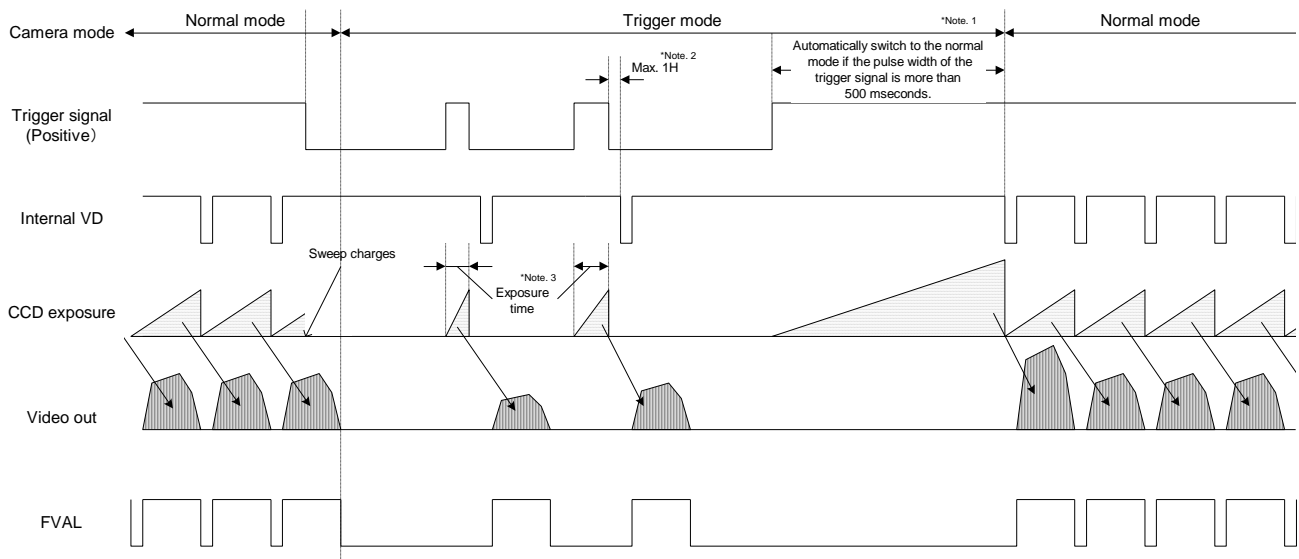 Camera mode
Normal mode
Trigger mode
*Note. 1
Normal mode
*Note. 2
Max. 1H
Automatically switch to the normal
mode if the pulse width of the
trigger signal is more than
500 mseconds.
Trigger signal
(Positive）
Internal VD
Sweep charges
*Note. 3
Exposure
time
CCD exposure
Video out
FVAL